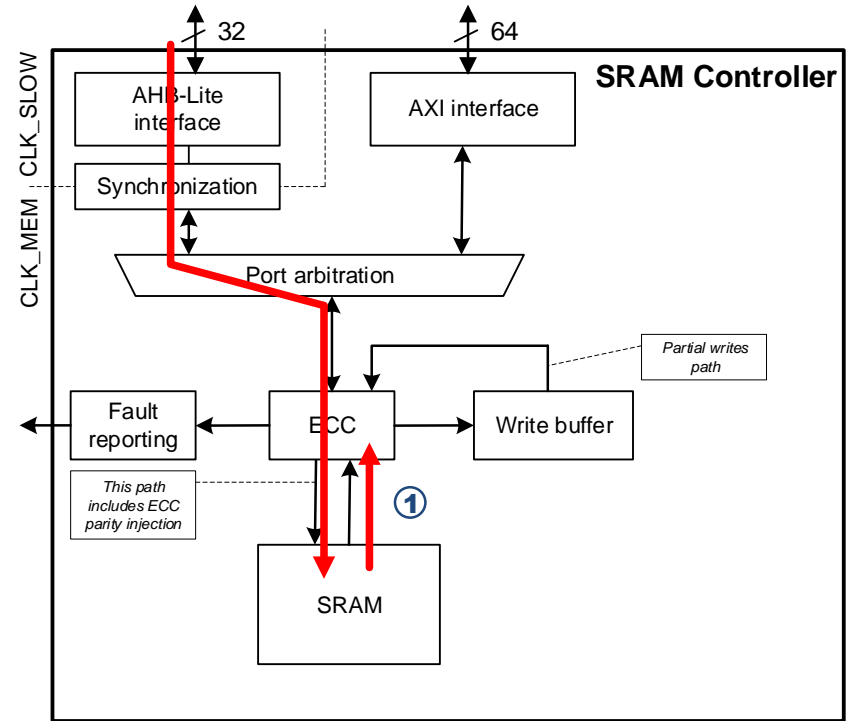 32
64
SRAM Controller
CLK_SLOW
CLK_MEM
AHB-Lite
interface
AXI interface
Synchronization
Port arbitration
Partial writes
path
Fault
reporting
ECC
Write buffer
This path
includes ECC
parity injection
1
SRAM